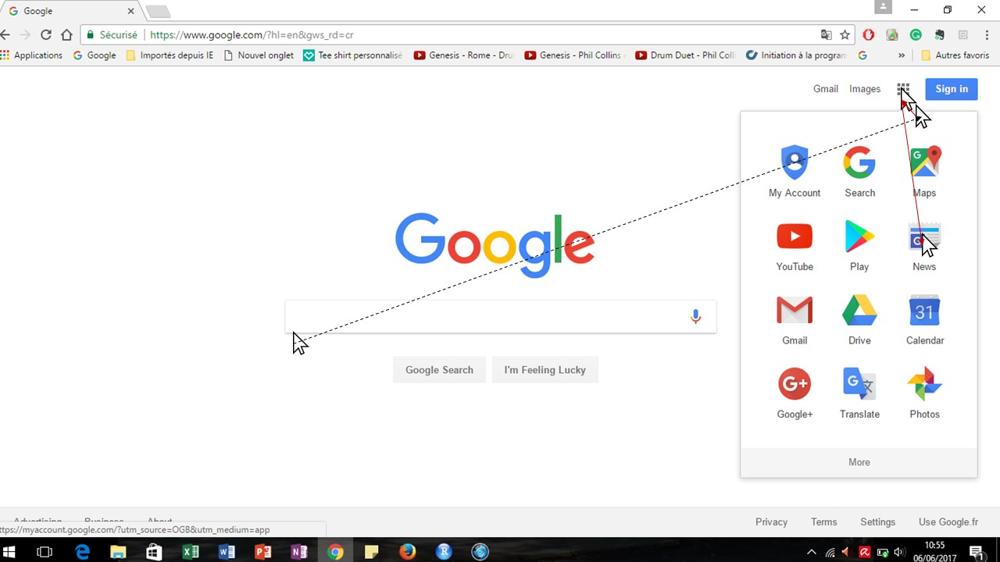 Google
Sécurisé https://www.google.com/?hl=en&gws_rd=cr
Applications Google Importés depuis IE Nouvel onglet Tee shirt personnalisé Genesis - Rome - Dru Genesis - Phil Collins Drum Duet - Phil Coll Initiation à la program » Autres favoris
Gmail Images Sign in
My Account Search Maps
Google
YouTube Play News
Gmail Drive Calendar
31
Google Search I'm Feeling Lucky
Google+ Translate Photos
More
Advertising Business About Privacy Terms Settings Use Google.fr
ttps://myaccount.google.com/?utm_source=OGB&utm_medium=app
10:55
06/06/2017